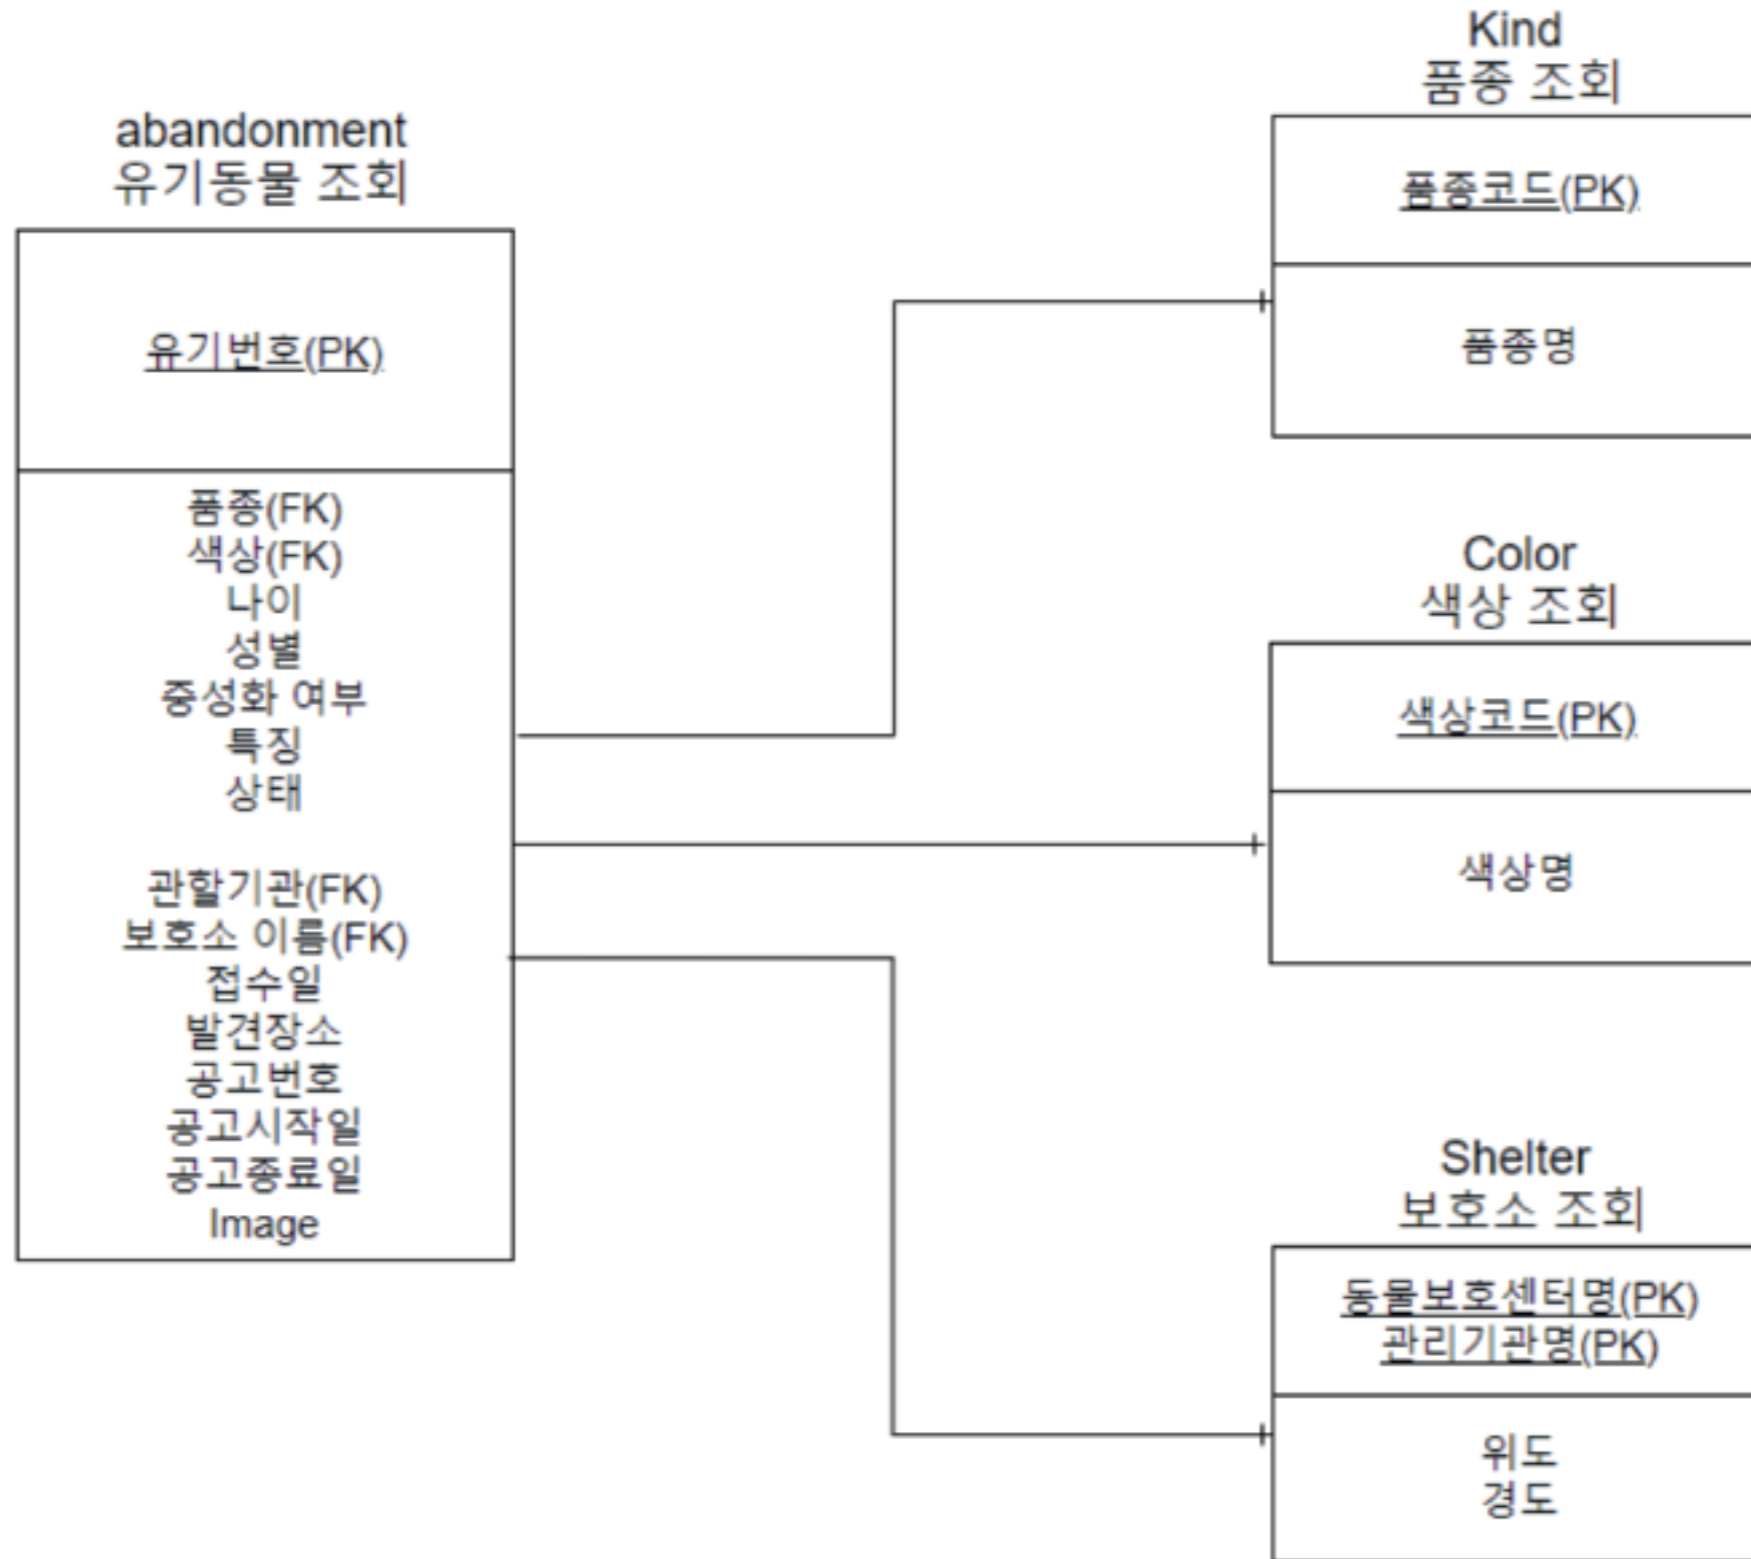 abandonment
유기동물 조회
유기번호(PK)
품종(FK)
색상(FK)
나이
성별
중성화 여부
특징
상태
관할기관(FK)
보호소 이름(FK)
접수일
발견장소
공고번호
공고시작일
공고종료일
Image
Kind
품종 조회
품종코드(PK)
품종명
Color
색상 조회
색상코드(PK)
색상명
Shelter
보호소 조회
동물보호센터명(PK)
관리기관명(PK)
위도
경도